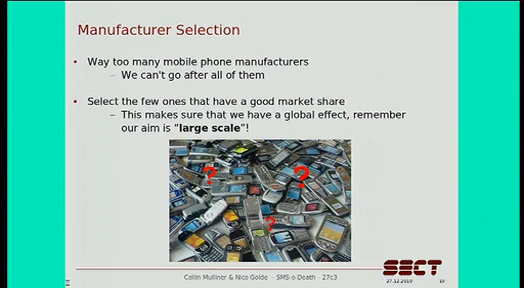 Manufacturer Selection
• Way too many mobile phone manufacturers
– We can't go after all of them
• Select the few ones that have a good market share
– This makes sure that we have a global effect, remember
our aim is "large scale"!
? ? ?
Collin Mulliner & Nico Golde - SMS-o-Death - 27c3
SECT
27.12.2010 10